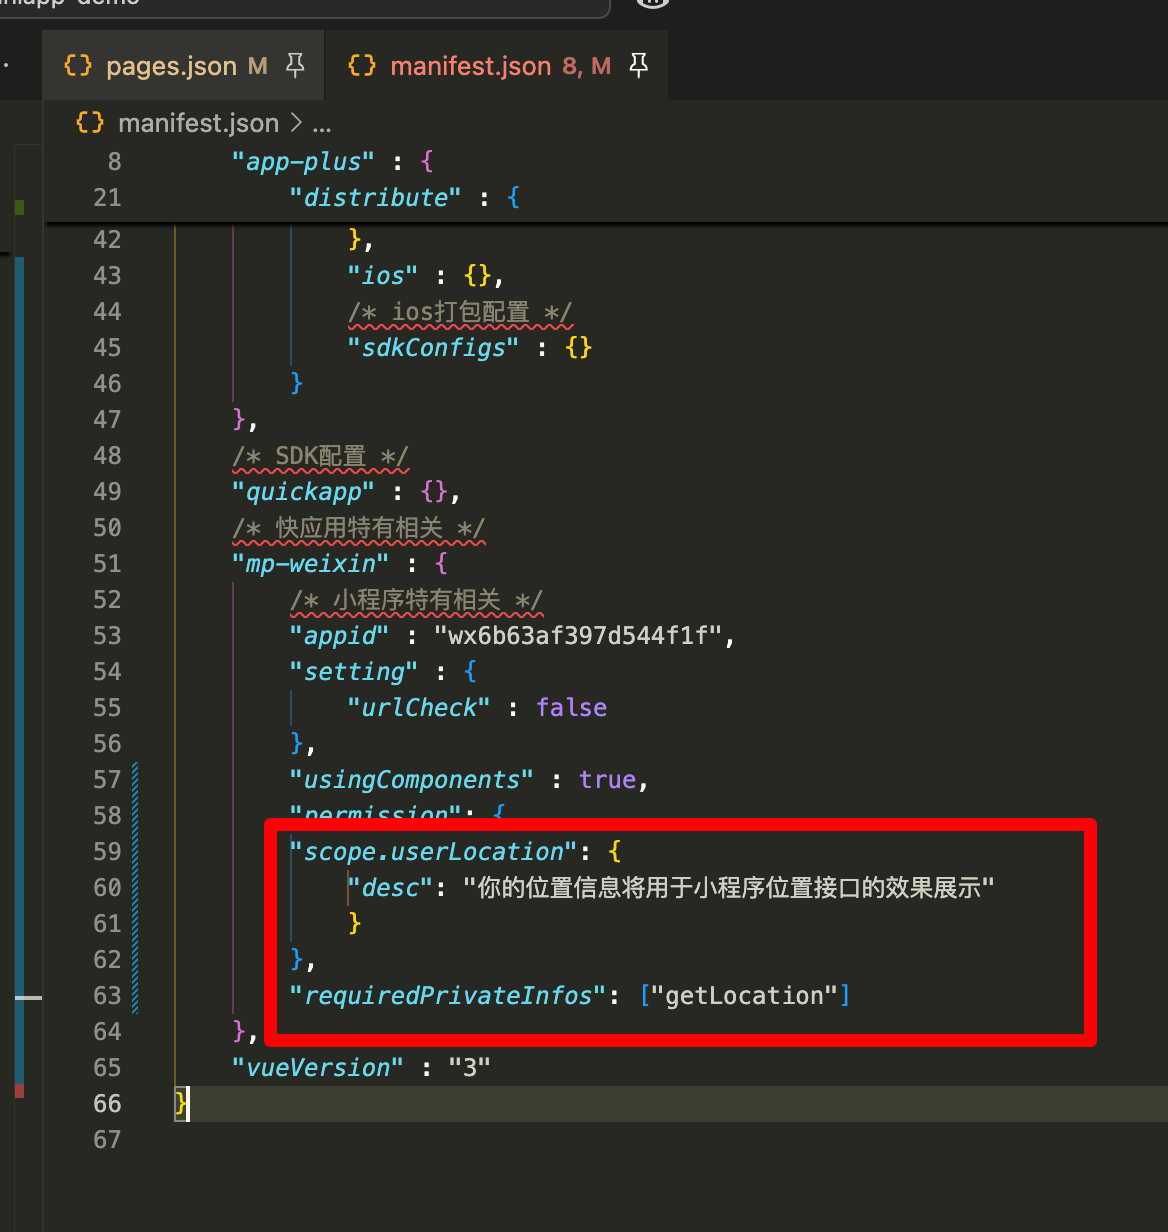 pages.json M
manifest.json 8, M
manifest.json > ...
8 "app-plus" : {
21 "distribute" : {
42 },
43 "ios" : {},
44 /* ios打包配置 */
45 "sdkConfigs" : {}
46 }
47 },
48 /* SDK配置 */
49 "quickapp" : {},
50 /* 快应用特有相关 */
51 "mp-weixin" : {
52 /* 小程序特有相关 */
53 "appid" : "wx6b63af397d544f1f",
54 "setting" : {
55 "urlCheck" : false
56 },
57 "usingComponents" : true,
58 "permission": {
59 "scope.userLocation": {
60 "desc": "你的位置信息将用于小程序位置接口的效果展示"
61 }
62 },
63 "requiredPrivateInfos": ["getLocation"]
64 },
65 "vueVersion" : "3"
66 }
67